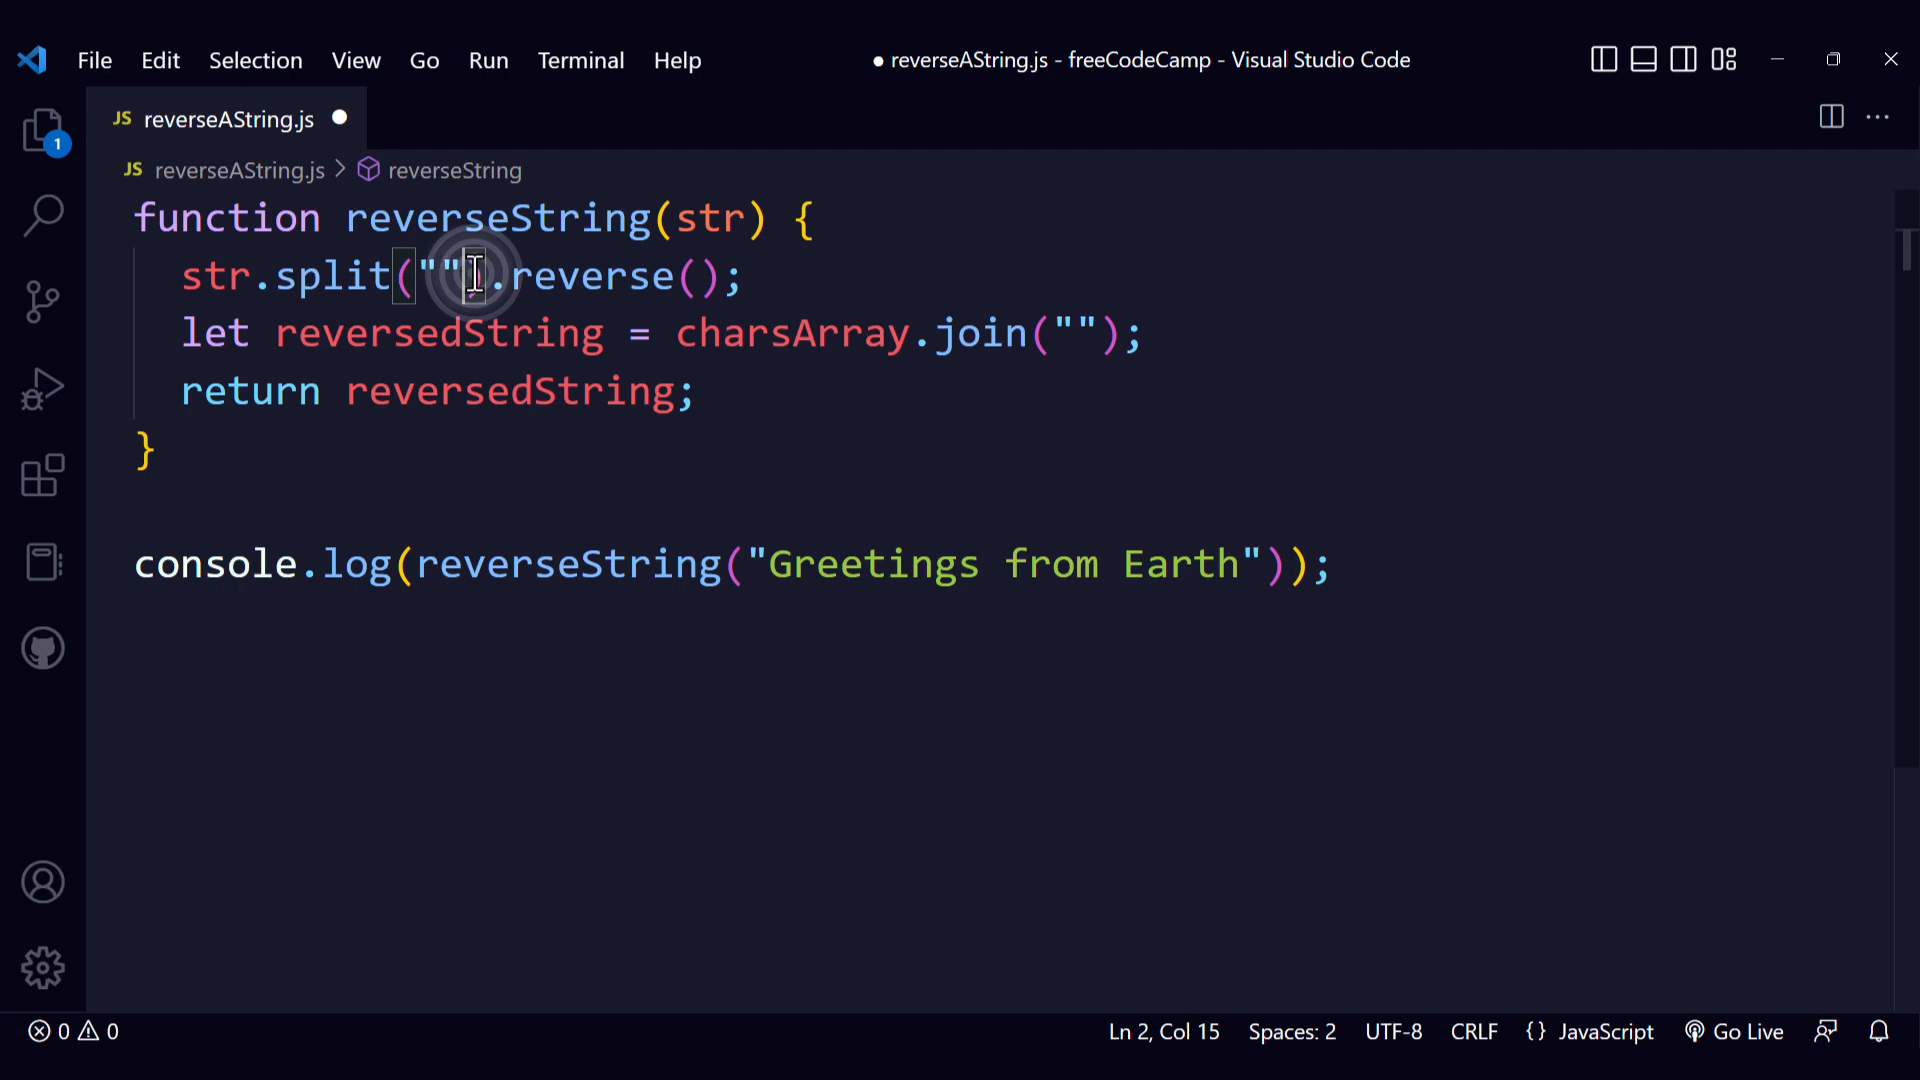 File Edit Selection View Go Run Terminal Help ● reverseAString.js - freeCodeCamp - Visual Studio Code
JS reverseAString.js ●
1
JS reverseAString.js > reverseString
function reverseString(str) {
  str.split("").reverse();
  let reversedString = charsArray.join("");
  return reversedString;
}
console.log(reverseString("Greetings from Earth"));
0 0 Ln 2, Col 15 Spaces: 2 UTF-8 CRLF {} JavaScript Go Live